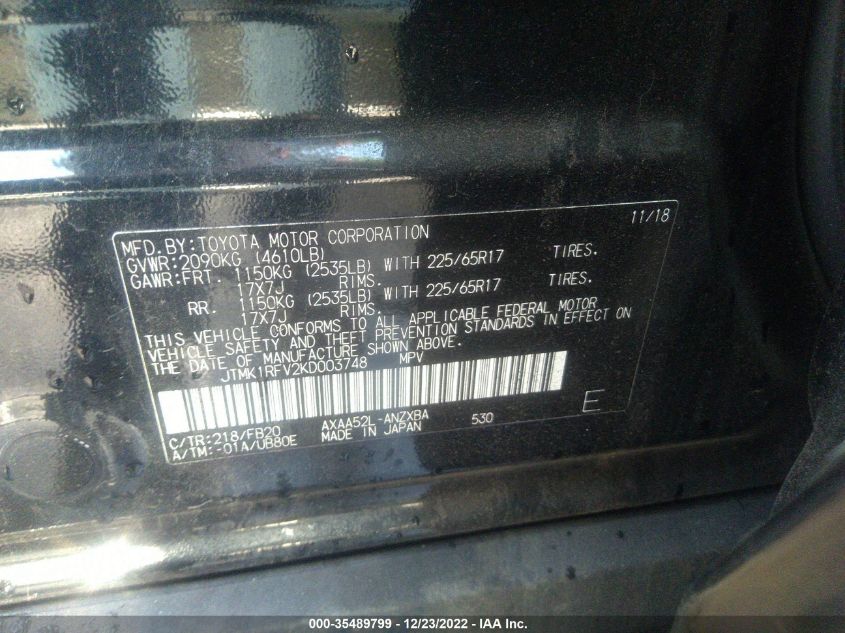 11/18
MFD.BY:TOYOTA MOTOR CORPORATION
GVWR:2090KG (4610LB)
GAWR:FRT. 1150KG (2535LB) WITH 225/65R17 TIRES.
17X7J RIMS.
RR. 1150KG (2535LB) WITH 225/65R17 TIRES.
17X7J RIMS.
THIS VEHICLE CONFORMS TO ALL APPLICABLE FEDERAL MOTOR
VEHICLE SAFETY AND THEFT PREVENTION STANDARDS IN EFFECT ON
THE DATE OF MANUFACTURE SHOWN ABOVE.
JTMK1RFV2KD003748 MPV
C/TR:218/FB20 AXAA52L-ANZXBA 530 E
A/TM:-01A/UB80E MADE IN JAPAN
000-35489799 - 12/23/2022 - IAA Inc.